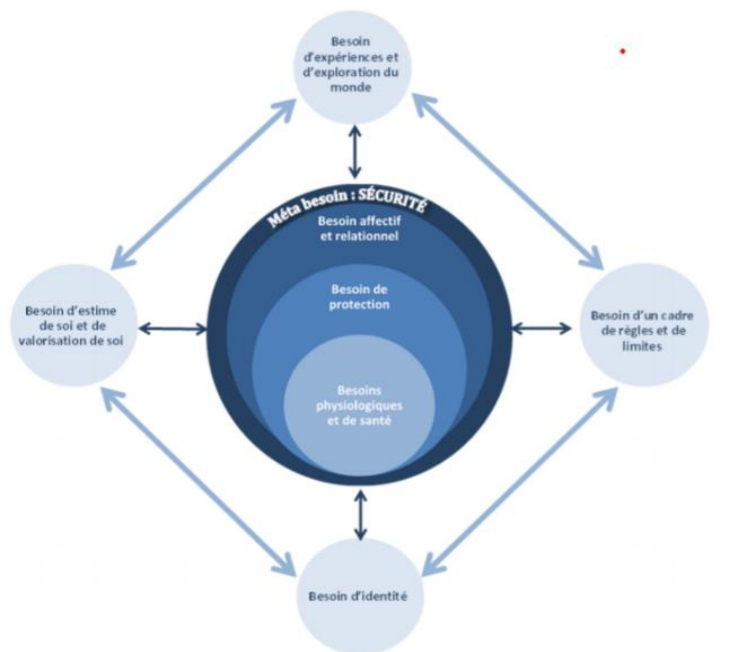 Besoin
d'expériences et
d'exploration du
monde
Méta besoin : SÉCURITÉ
Besoin affectif
et relationnel
Besoin de
protection
Besoin d'estime
de soi et de
valorisation de soi
Besoin d'un cadre
de règles et de
limites
Besoins
physiologiques
et de santé
Besoin d'identité